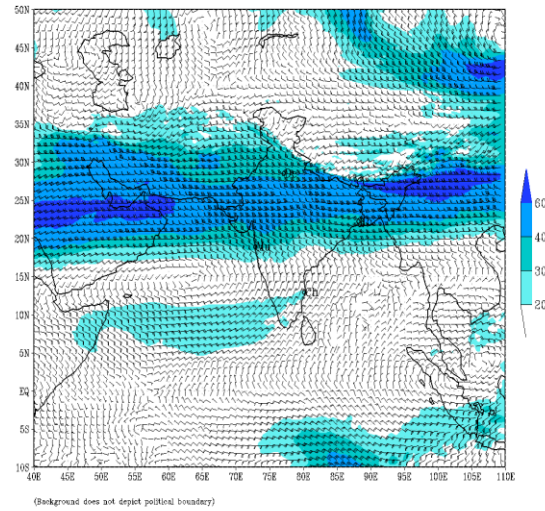 50N
45N
40N
35N
30N
25N
20N
15N
10N
5N
EQ
5S
10S
40E 45E 50E 55E 60E 65E 70E 75E 80E 85E 90E 95E 100E 105E 110E
60
40
30
20
Ch
(Background does not depict political boundary)